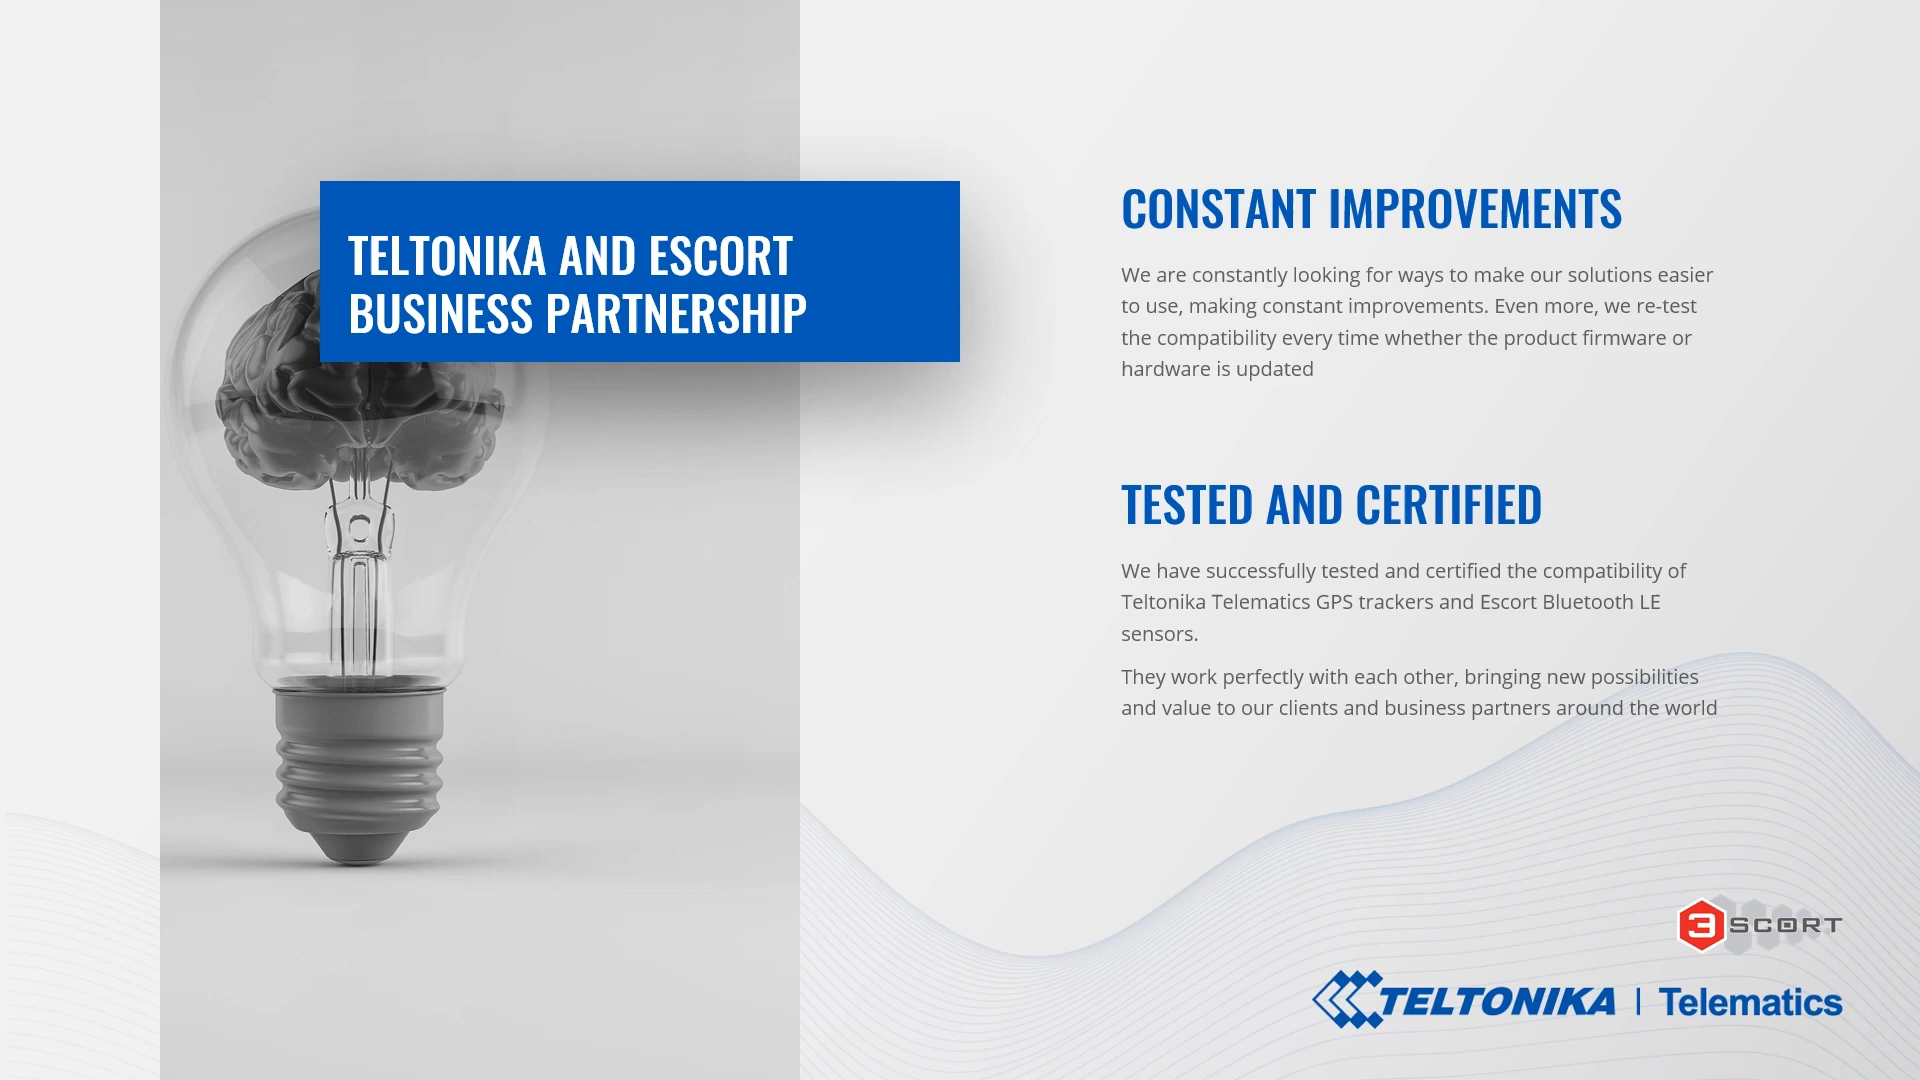 TELTONIKA AND ESCORT
BUSINESS PARTNERSHIP
CONSTANT IMPROVEMENTS
We are constantly looking for ways to make our solutions easier
to use, making constant improvements. Even more, we re-test
the compatibility every time whether the product firmware or
hardware is updated
TESTED AND CERTIFIED
We have successfully tested and certified the compatibility of
Teltonika Telematics GPS trackers and Escort Bluetooth LE
sensors.
They work perfectly with each other, bringing new possibilities
and value to our clients and business partners around the world
3SCORT
TELTONIKA | Telematics